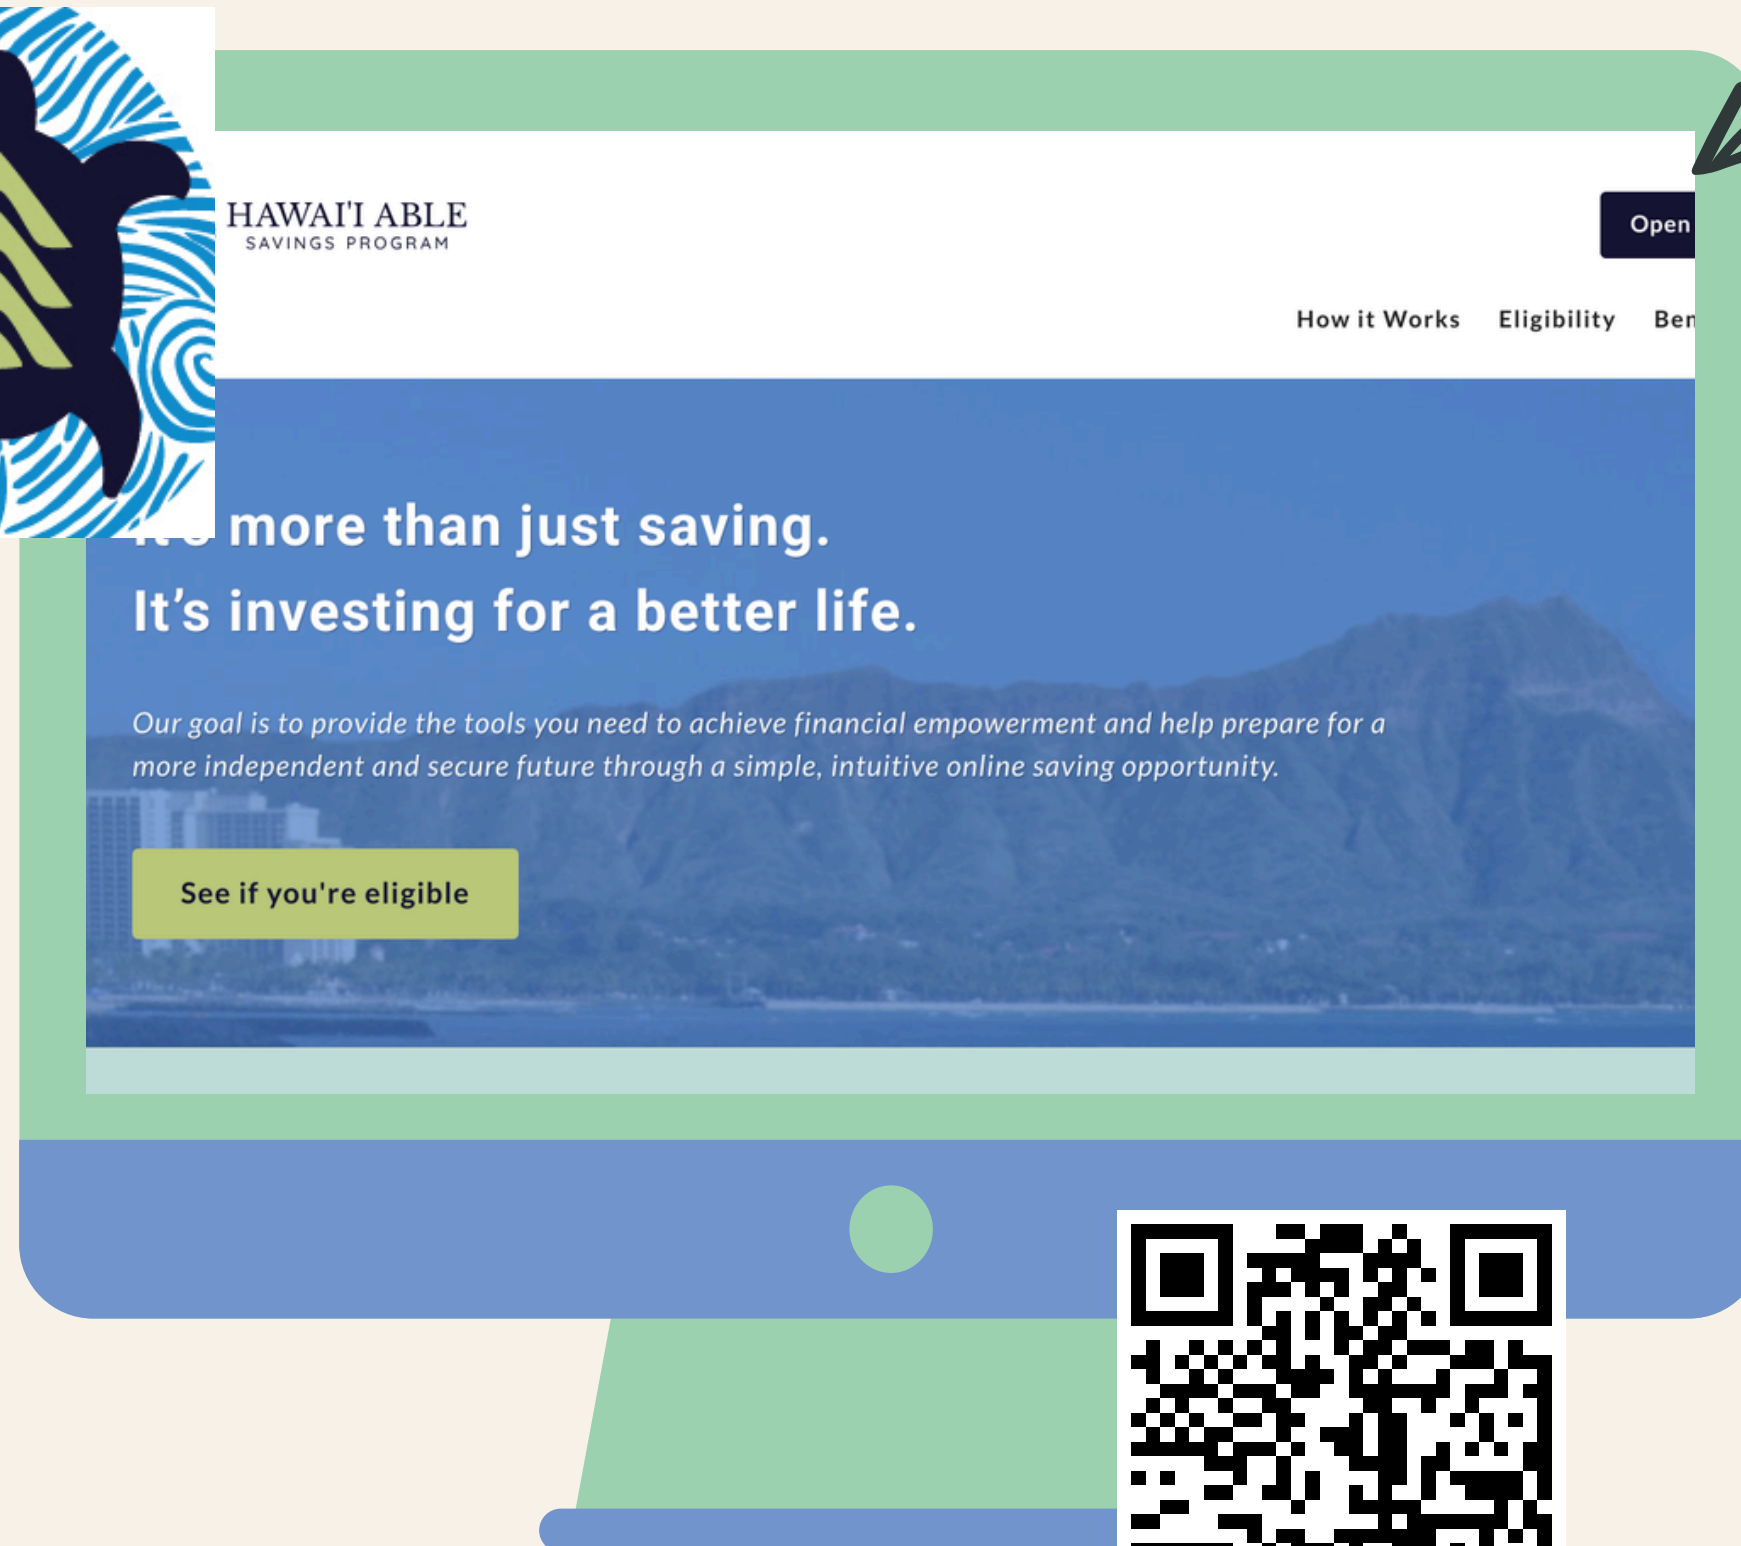 HAWAI'I ABLE
SAVINGS PROGRAM
Open
How it Works Eligibility
more than just saving.
It’s investing for a better life.
Our goal is to provide the tools you need to achieve financial empowerment and help prepare for a
more independent and secure future through a simple, intuitive online saving opportunity.
See if you're eligible